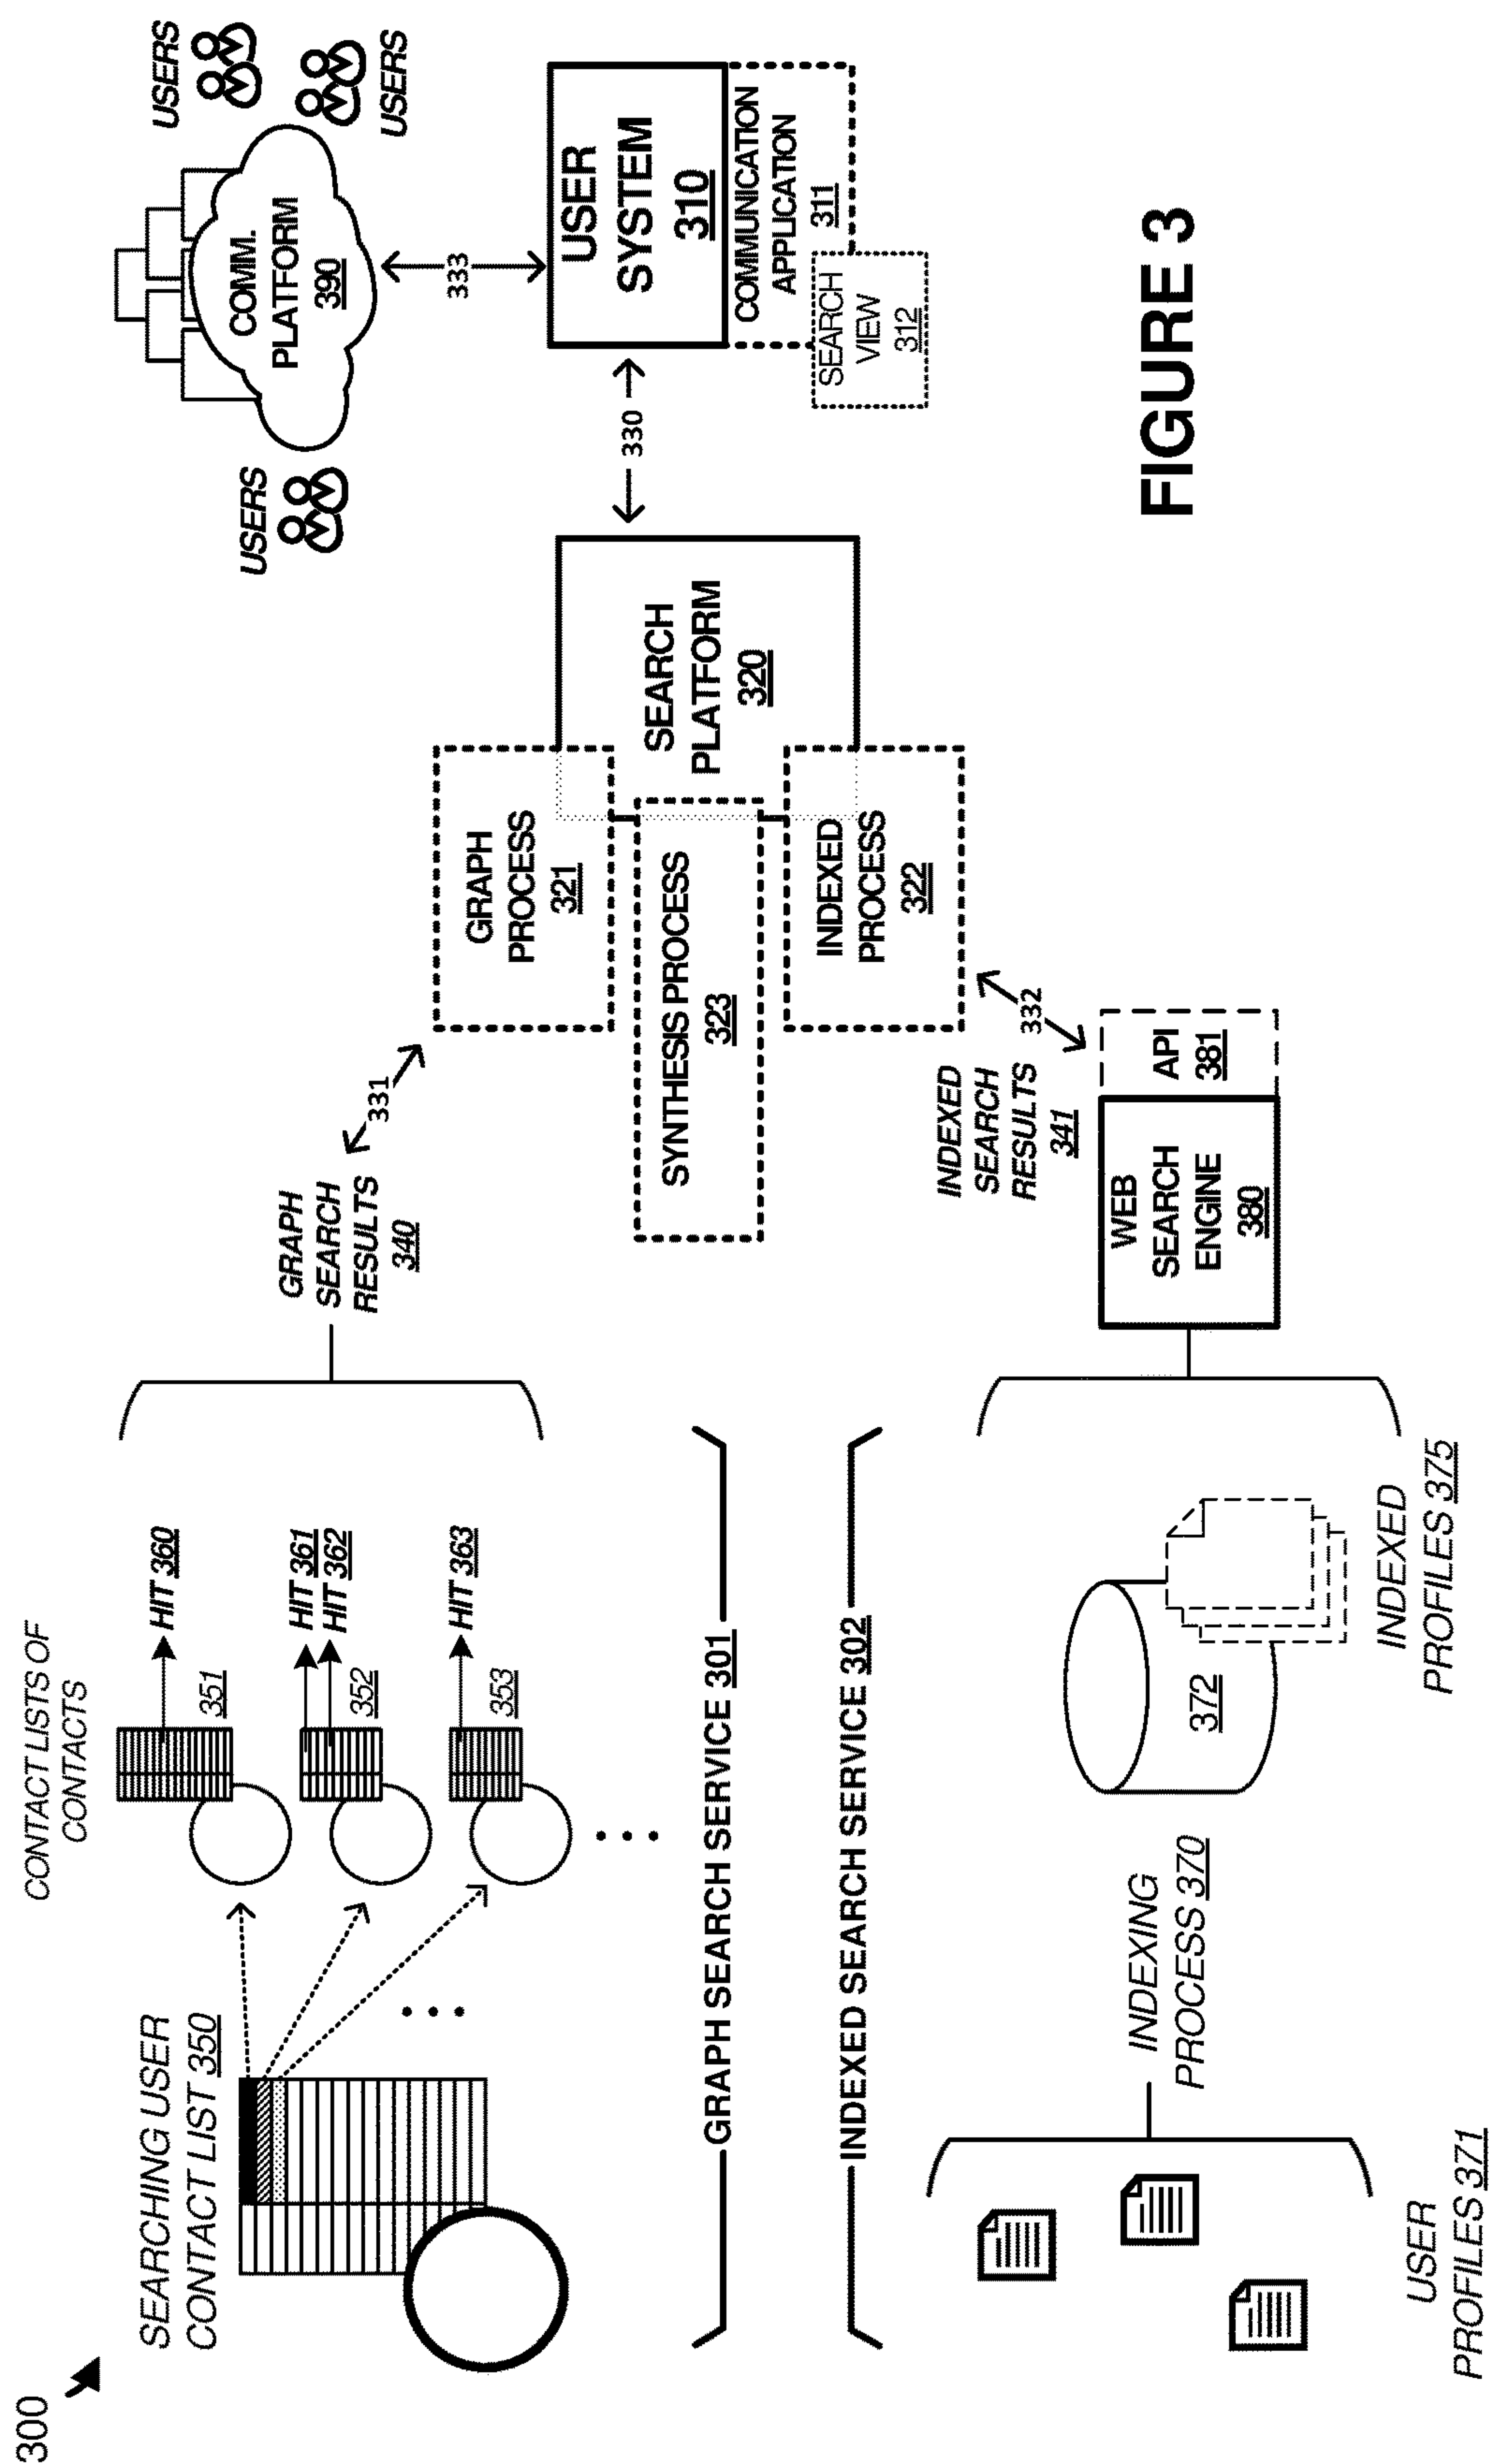 300
SEARCHING USER
CONTACT LIST 350
CONTACT LISTS OF
CONTACTS
351
HIT 360
352
HIT 361
HIT 362
353
HIT 363
GRAPH
SEARCH
RESULTS
340
331
GRAPH SEARCH SERVICE 301
INDEXED SEARCH SERVICE 302
USER
PROFILES 371
INDEXING
PROCESS 370
372
INDEXED
PROFILES 375
WEB
SEARCH
ENGINE
380
API
381
INDEXED
SEARCH
RESULTS
341
332
GRAPH
PROCESS
321
SYNTHESIS PROCESS
323
INDEXED
PROCESS
322
SEARCH
PLATFORM
320
330
USERS
COMM.
PLATFORM
390
USERS
USERS
333
USER
SYSTEM
310
COMMUNICATION
APPLICATION
311
SEARCH
VIEW
312
FIGURE 3